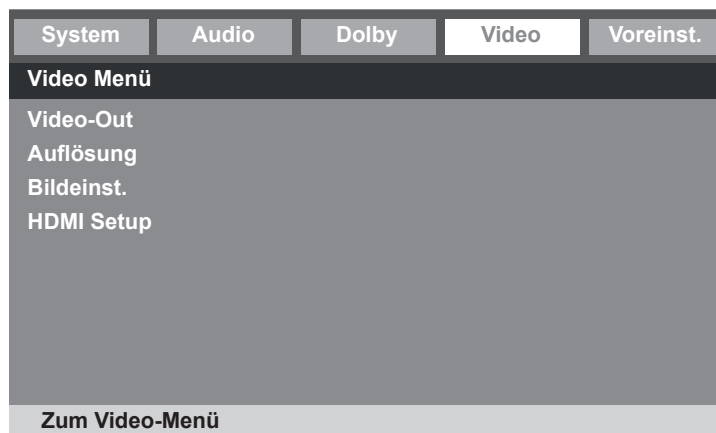 System Audio Dolby Video Voreinst.
Video Menü
Video-Out
Auflösung
Bildeinst.
HDMI Setup
Zum Video-Menü